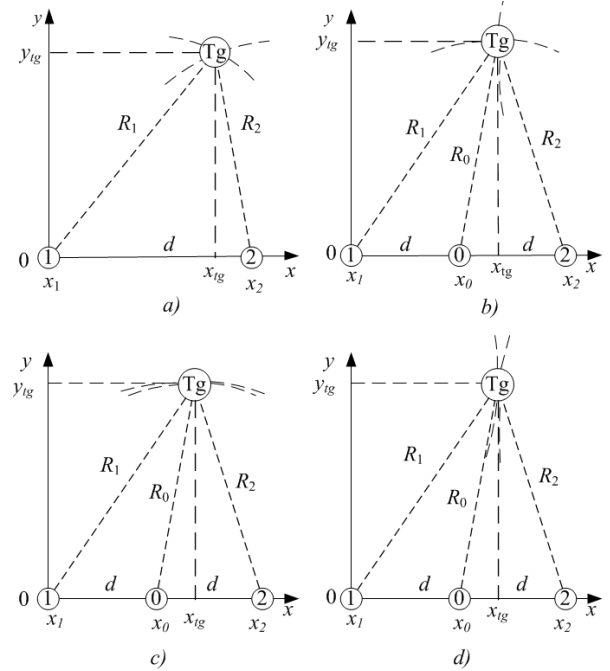 y
y_tg
Tg
R_1
R_2
0
1
d
2
x_1
x_tg
x_2
x
a)
y
y_tg
Tg
R_1
R_0
R_2
0
1
d
0
d
2
x_1
x_0
x_tg
x_2
x
b)
y
y_tg
Tg
R_1
R_0
R_2
0
1
d
0
d
2
x_1
x_0
x_tg
x_2
x
c)
y
y_tg
Tg
R_1
R_0
R_2
0
1
d
0
d
2
x_1
x_0
x_tg
x_2
x
d)